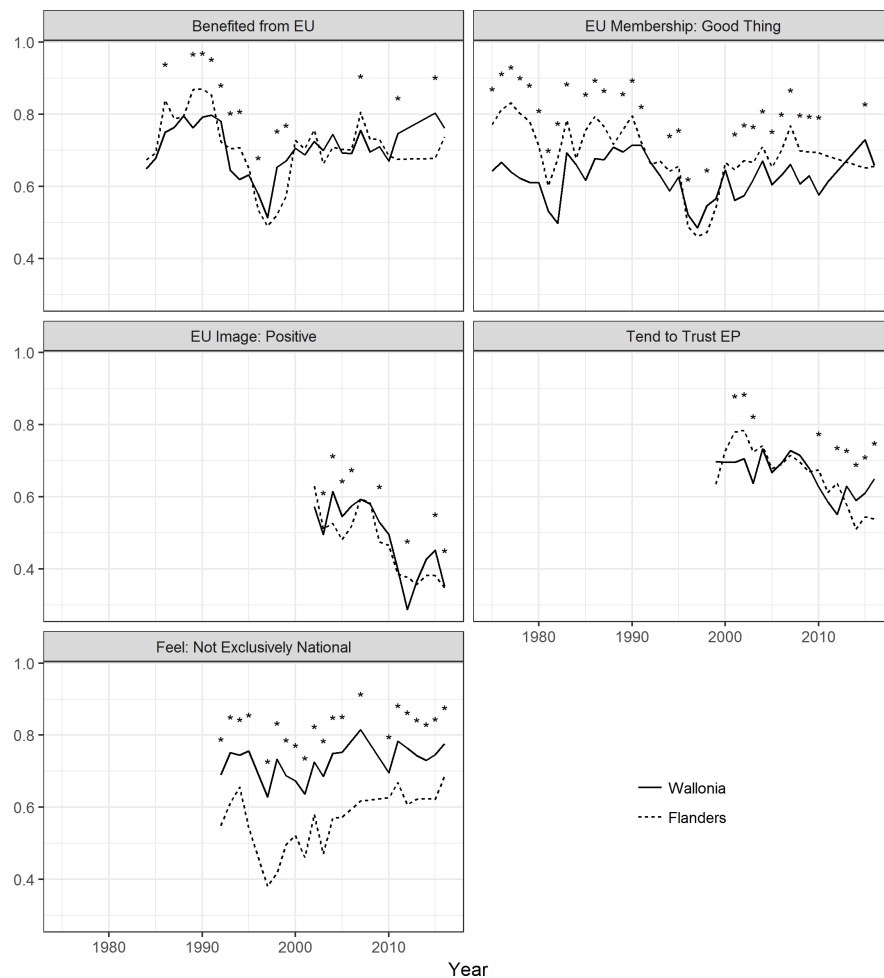 Benefited from EU
EU Membership: Good Thing
1.0
0.8
0.6
0.4
EU Image: Positive
Tend to Trust EP
1.0
0.8
0.6
0.4
1980 1990 2000 2010
Feel: Not Exclusively National
1.0
0.8
0.6
0.4
Wallonia
Flanders
1980 1990 2000 2010
Year